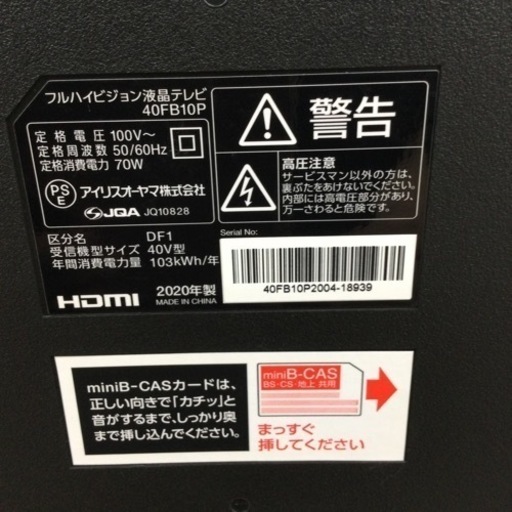 フルハイビジョン液晶テレビ
40FB10P
定格電圧 100V～
定格周波数 50/60Hz
定格消費電力 70W
PS
E
アイリスオーヤマ株式会社
JQA JQ10828
区分名 DF1
受信機型サイズ 40V型
年間消費電力量 103kWh/年
HDMI
2020年製
MADE IN CHINA
警告
高圧注意
サービスマン以外の方は、
裏ぶたをあけないでください。
内部には高電圧部分があり、
万一さわると危険です。
Serial No:
40FB10P2004-18939
miniB-CASカードは、
正しい向きで「カチッ」と
音がするまで、しっかり奥
まで挿し込んでください。
miniB-CAS
BS・CS・地上 共用
まっすぐ
挿してください